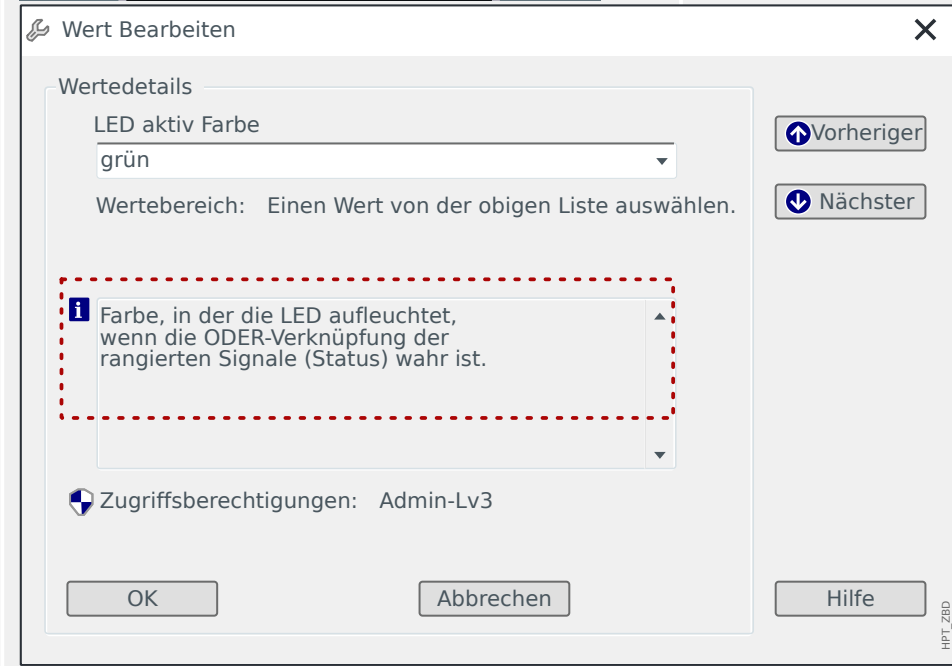 Wert Bearbeiten
Wertedetails
LED aktiv Farbe
grün
Wertebereich: Einen Wert von der obigen Liste auswählen.
Vorheriger
Nächster
i
Farbe, in der die LED aufleuchtet,
wenn die ODER-Verknüpfung der
rangierten Signale (Status) wahr ist.
Zugriffsberechtigungen: Admin-Lv3
OK
Abbrechen
Hilfe
HPT_ZBD